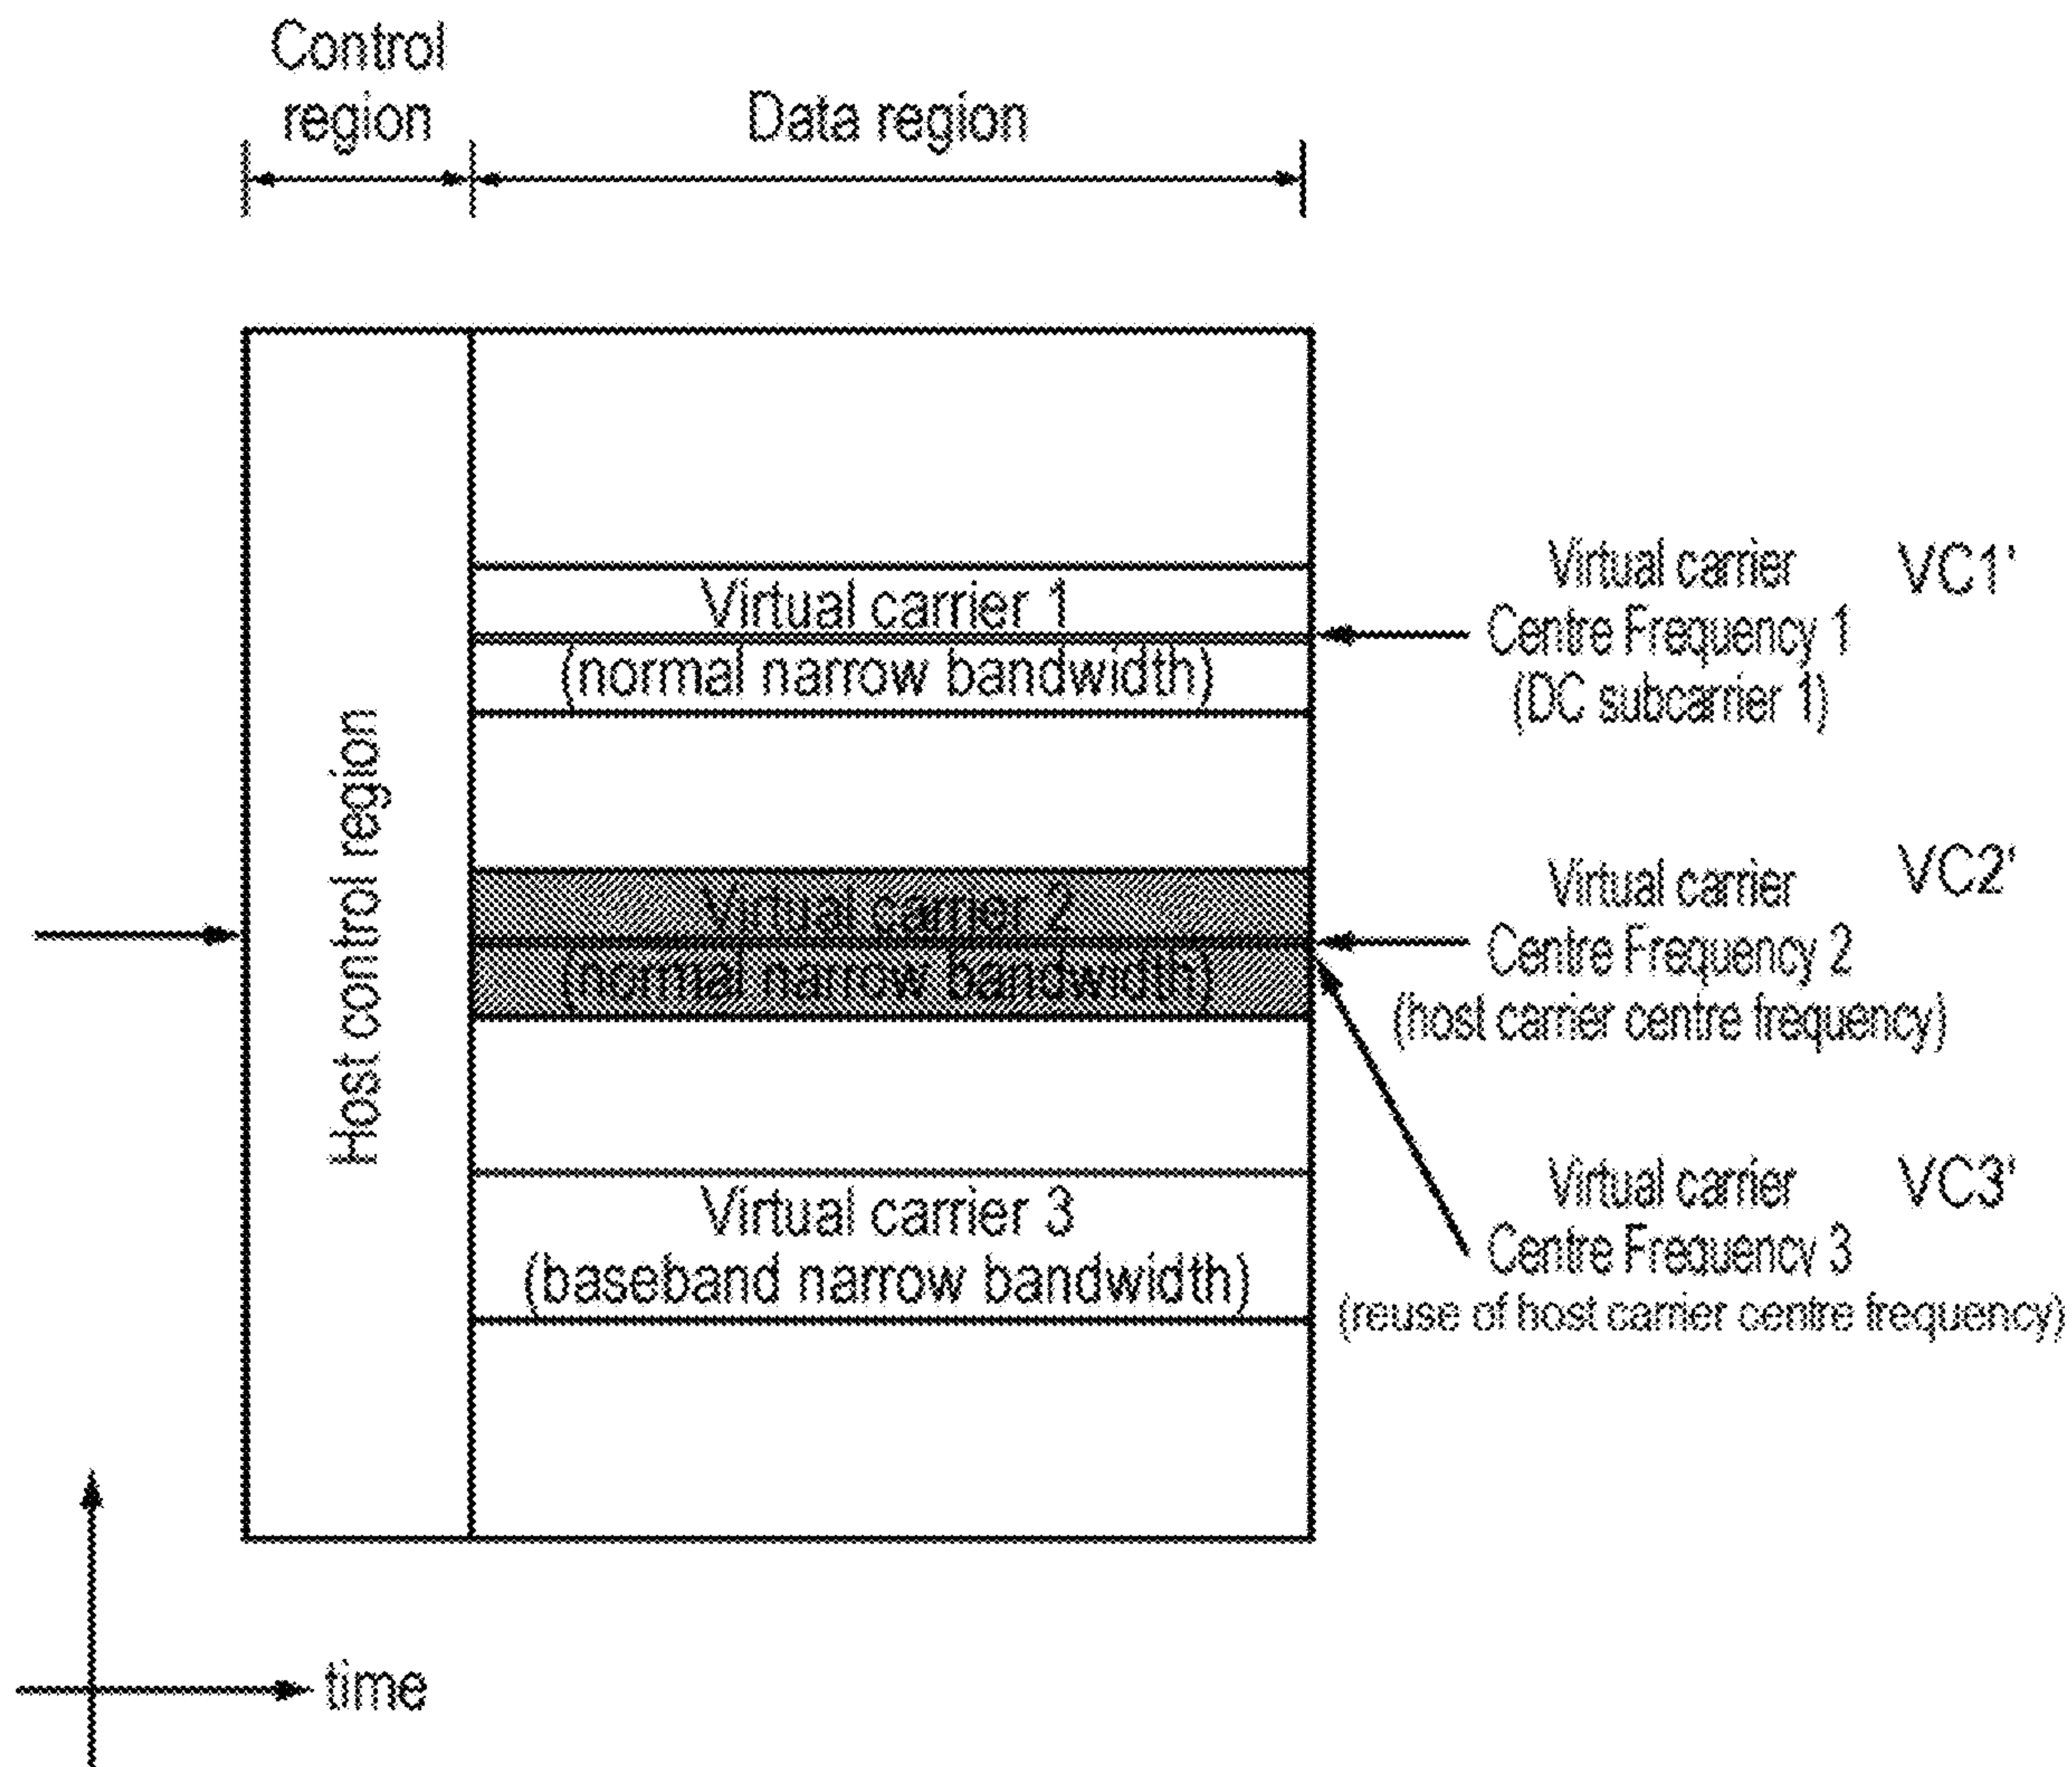 Control
region
Data region
Host control region
Virtual carrier 1
(normal narrow bandwidth)
Virtual carrier
Centre Frequency 1
(DC subcarrier 1)
VC1'
Virtual carrier 2
(normal narrow bandwidth)
Virtual carrier
Centre Frequency 2
(host carrier centre frequency)
VC2'
Virtual carrier 3
(baseband narrow bandwidth)
Virtual carrier
Centre Frequency 3
(reuse of host carrier centre frequency)
VC3'
time